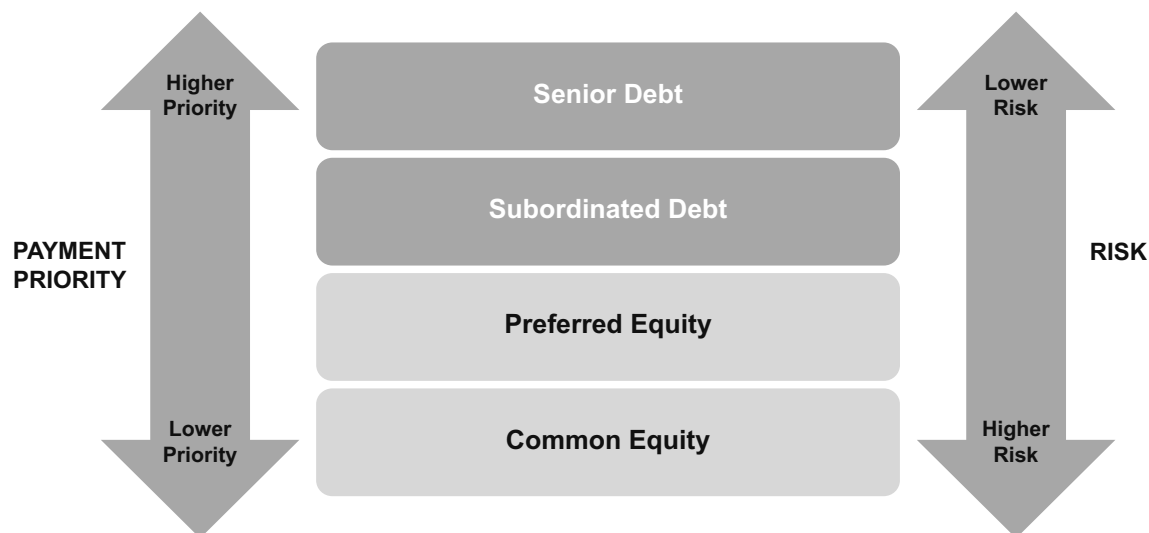 Higher
Priority
Senior Debt
Lower
Risk
Subordinated Debt
PAYMENT
PRIORITY
RISK
Preferred Equity
Lower
Priority
Common Equity
Higher
Risk